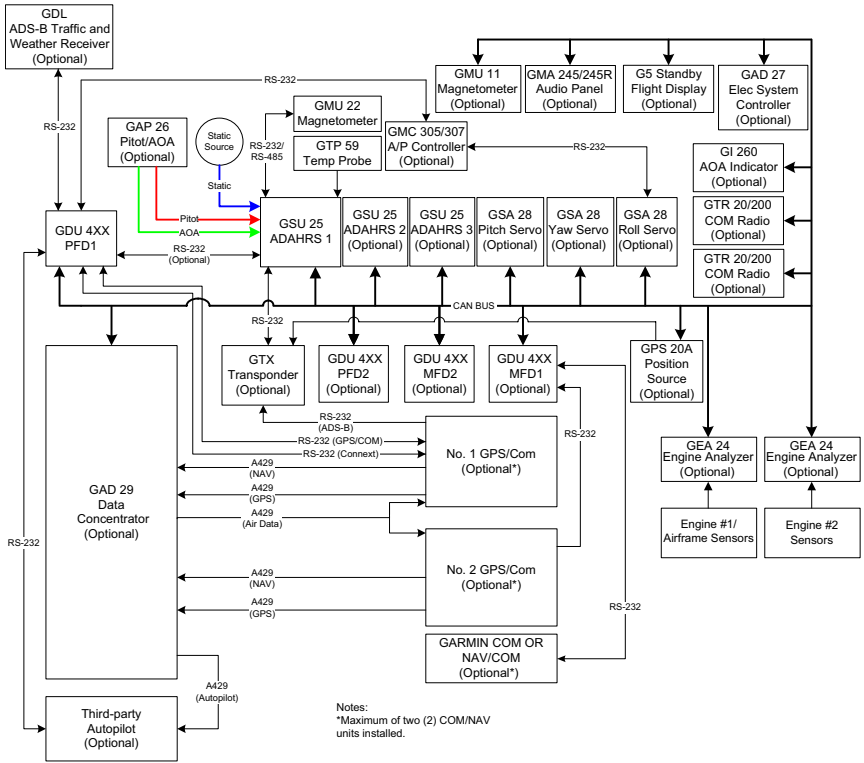 GDL
ADS-B Traffic and
Weather Receiver
(Optional)
RS-232
GMU 11
Magnetometer
(Optional)
GMA 245/245R
Audio Panel
(Optional)
G5 Standby
Flight Display
(Optional)
GAD 27
Elec System
Controller
(Optional)
RS-232
GAP 26
Pitot/AOA
(Optional)
Static
Source
Static
GMU 22
Magnetometer
RS-232/
RS-485
GTP 59
Temp Probe
GMC 305/307
A/P Controller
(Optional)
RS-232
GI 260
AOA Indicator
(Optional)
GTR 20/200
COM Radio
(Optional)
GTR 20/200
COM Radio
(Optional)
Pitot
AOA
GDU 4XX
PFD1
RS-232
(Optional)
GSU 25
ADAHRS 1
GSU 25
ADAHRS 2
(Optional)
GSU 25
ADAHRS 3
(Optional)
GSA 28
Pitch Servo
(Optional)
GSA 28
Yaw Servo
(Optional)
GSA 28
Roll Servo
(Optional)
CAN BUS
RS-232
GTX
Transponder
(Optional)
GDU 4XX
PFD2
(Optional)
GDU 4XX
MFD2
(Optional)
GDU 4XX
MFD1
(Optional)
GPS 20A
Position
Source
(Optional)
RS-232
(ADS-B)
RS-232 (GPS/COM)
RS-232 (Connext)
A429
(NAV)
A429
(GPS)
A429
(Air Data)
No. 1 GPS/Com
(Optional*)
RS-232
GEA 24
Engine Analyzer
(Optional)
GEA 24
Engine Analyzer
(Optional)
Engine #1/
Airframe Sensors
Engine #2
Sensors
GAD 29
Data
Concentrator
(Optional)
RS-232
No. 2 GPS/Com
(Optional*)
A429
(NAV)
A429
(GPS)
RS-232
GARMIN COM OR
NAV/COM
(Optional*)
A429
(Autopilot)
Third-party
Autopilot
(Optional)
Notes:
*Maximum of two (2) COM/NAV
units installed.